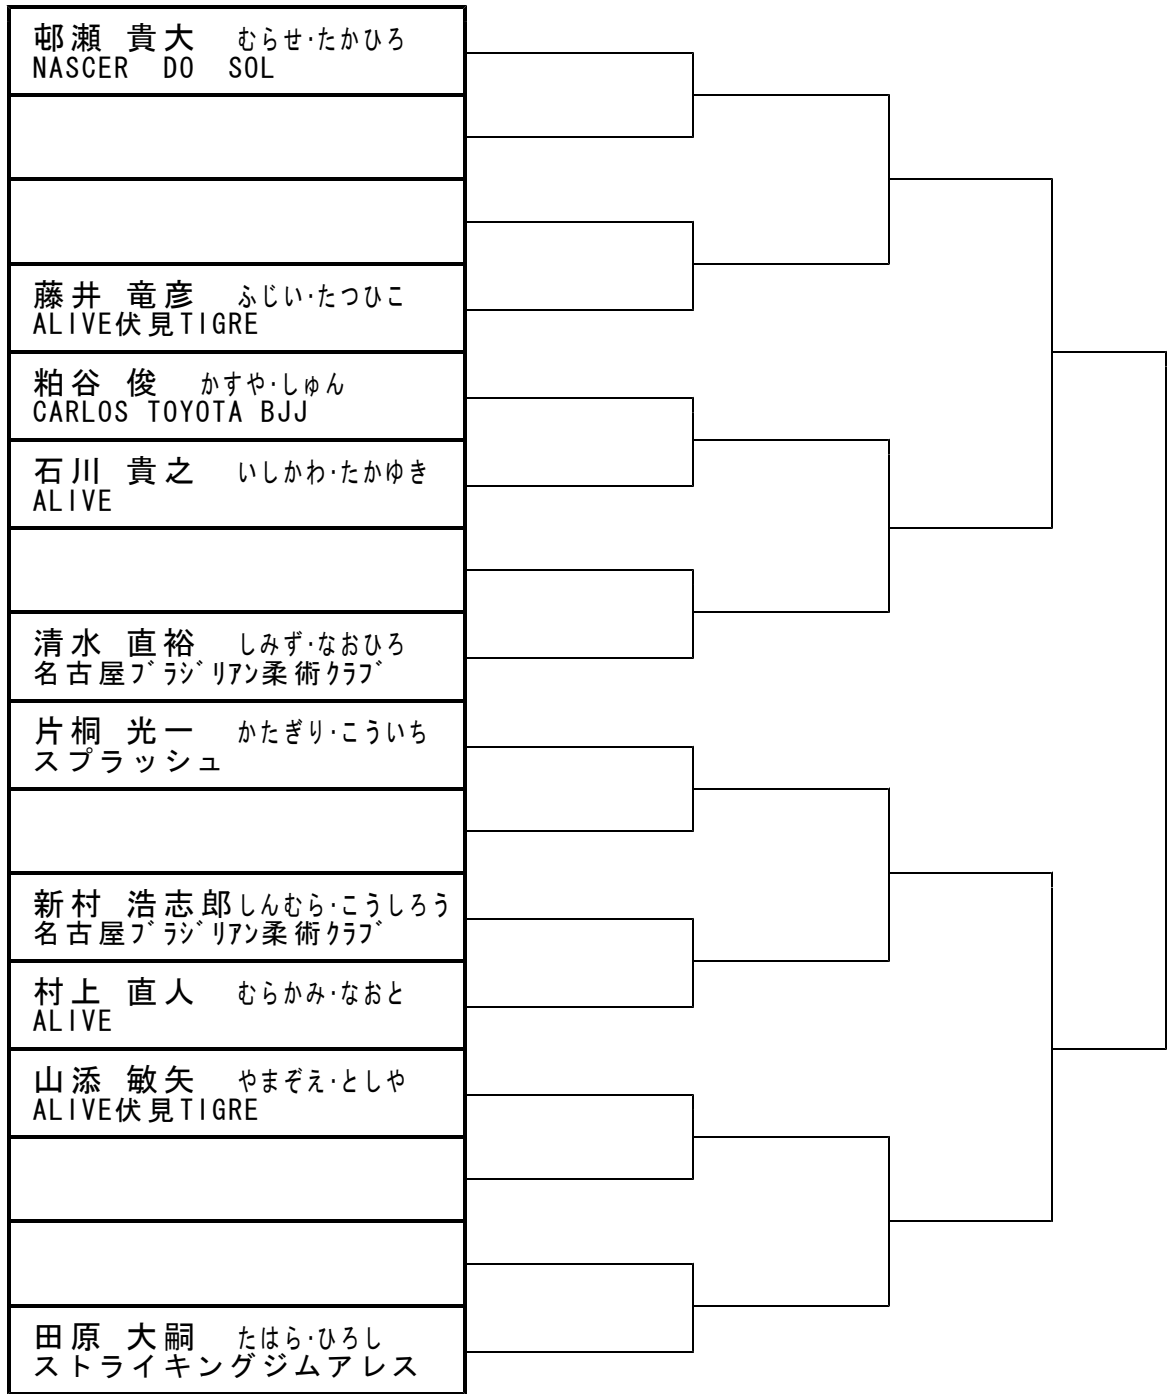 邨瀬 貴大 むらせ・たかひろ
NASCER DO SOL
藤井 竜彦 ふじい・たつひこ
ALIVE伏見TIGRE
粕谷 俊 かすや・しゅん
CARLOS TOYOTA BJJ
石川 貴之 いしかわ・たかゆき
ALIVE
清水 直裕 しみず・なおひろ
名古屋ﾌﾞﾗｼﾞﾘｱﾝ柔術ｸﾗﾌﾞ
片桐 光一 かたぎり・こういち
スプラッシュ
新村 浩志郎 しんむら・こうしろう
名古屋ﾌﾞﾗｼﾞﾘｱﾝ柔術ｸﾗﾌﾞ
村上 直人 むらかみ・なおと
ALIVE
山添 敏矢 やまぞえ・としや
ALIVE伏見TIGRE
田原 大嗣 たはら・ひろし
ストライキングジムアレス